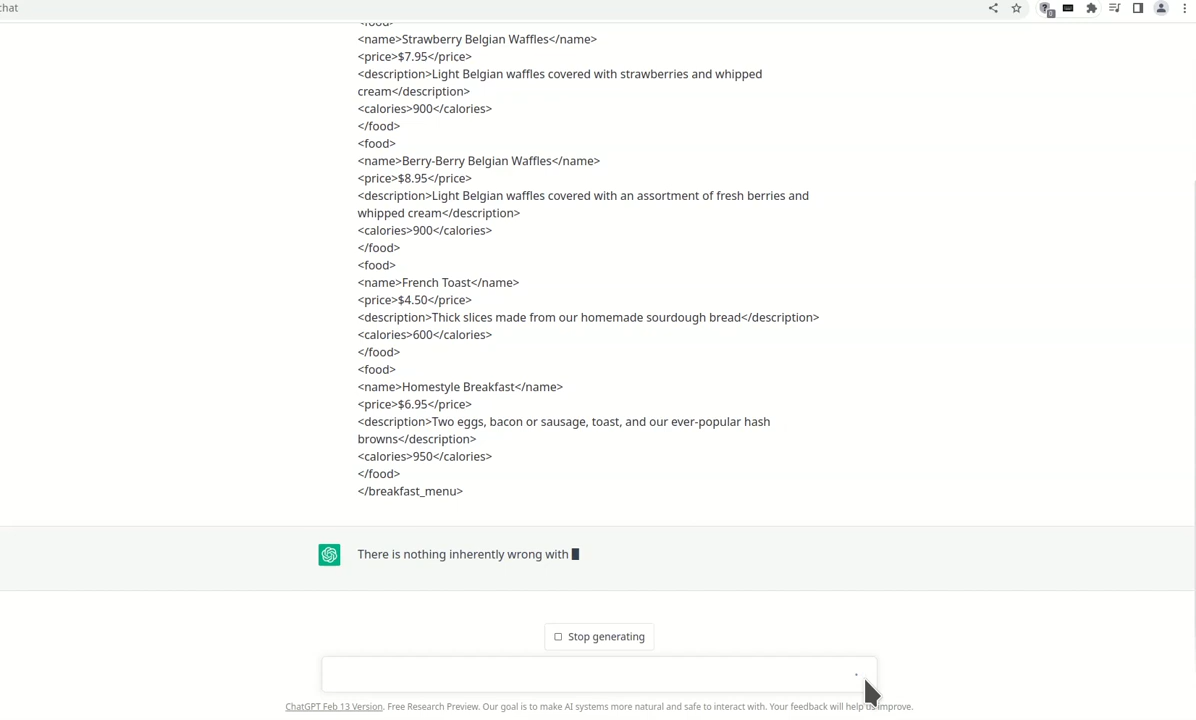 chat
<food>
<name>Strawberry Belgian Waffles</name>
<price>$7.95</price>
<description>Light Belgian waffles covered with strawberries and whipped
cream</description>
<calories>900</calories>
</food>
<food>
<name>Berry-Berry Belgian Waffles</name>
<price>$8.95</price>
<description>Light Belgian waffles covered with an assortment of fresh berries and
whipped cream</description>
<calories>900</calories>
</food>
<food>
<name>French Toast</name>
<price>$4.50</price>
<description>Thick slices made from our homemade sourdough bread</description>
<calories>600</calories>
</food>
<food>
<name>Homestyle Breakfast</name>
<price>$6.95</price>
<description>Two eggs, bacon or sausage, toast, and our ever-popular hash
browns</description>
<calories>950</calories>
</food>
</breakfast_menu>
There is nothing inherently wrong with
Stop generating
ChatGPT Feb 13 Version. Free Research Preview. Our goal is to make AI systems more natural and safe to interact with. Your feedback will help us improve.